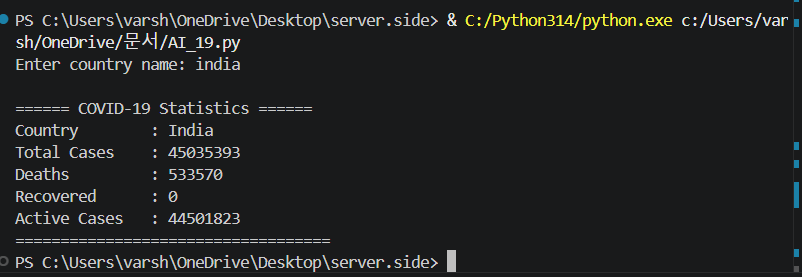 PS C:\Users\varsh\OneDrive\Desktop\server.side> & C:/Python314/python.exe c:/Users/var
sh/OneDrive/문서/AI_19.py
Enter country name: india
====== COVID-19 Statistics ======
Country : India
Total Cases : 45035393
Deaths : 533570
Recovered : 0
Active Cases : 44501823
===================================
PS C:\Users\varsh\OneDrive\Desktop\server.side>